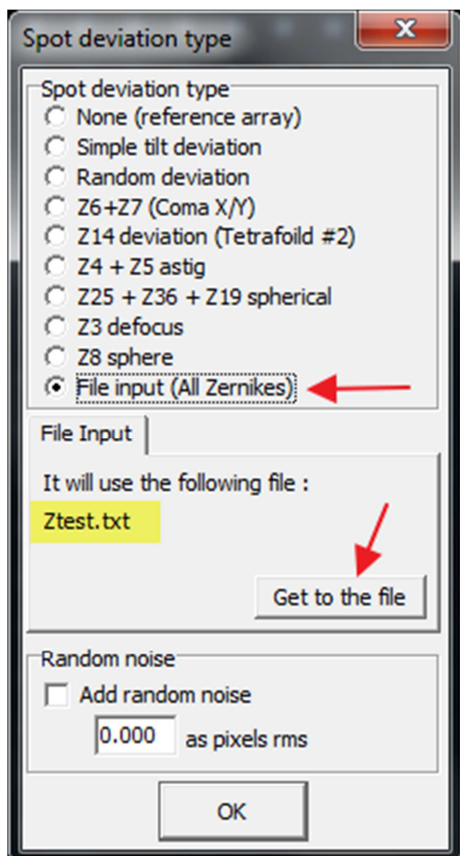 Spot deviation type
Spot deviation type
None (reference array)
Simple tilt deviation
Random deviation
Z6+Z7 (Coma X/Y)
Z14 deviation (Tetrafoild #2)
Z4 + Z5 astig
Z25 + Z36 + Z19 spherical
Z3 defocus
Z8 sphere
File input (All Zernikes)
File Input
It will use the following file :
Ztest.txt
Get to the file
Random noise
Add random noise
0.000 as pixels rms
OK